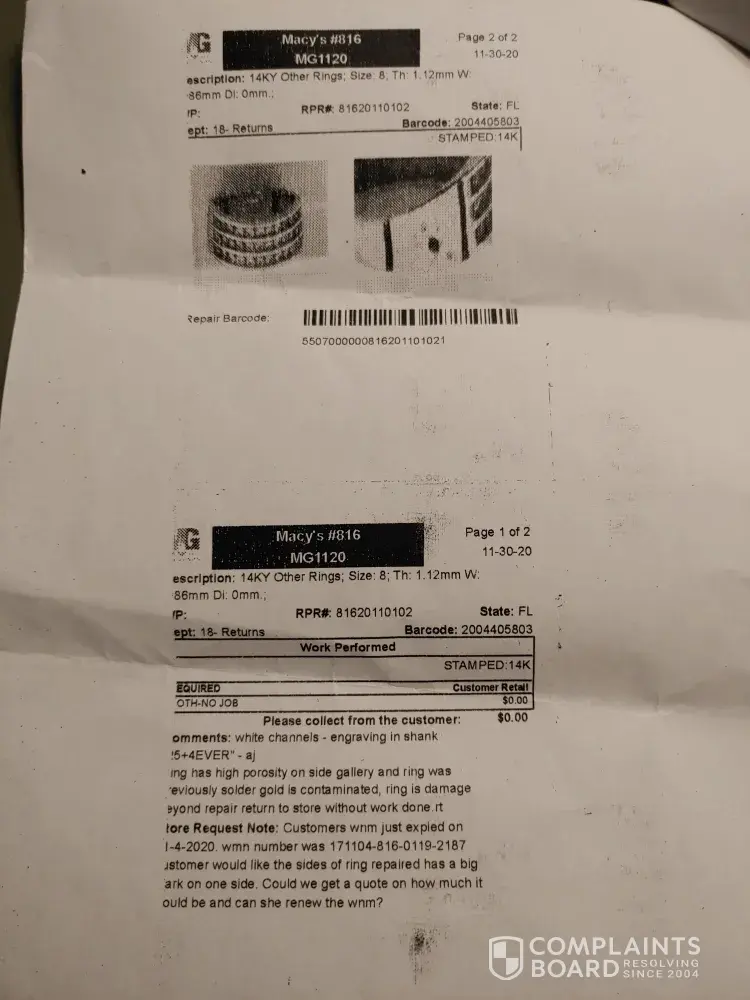 G
Macy's #816
Page 2 of 2
MG1120
11-30-20
escription: 14KY Other Rings; Size: 8; Th: 1.12mm W:
86mm Di: 0mm.;
P:
RPR#: 81620110102
State: FL
ept: 18- Returns
Barcode: 2004405803
STAMPED:14K
Repair Barcode:
5507000000816201101021
G
Macy's #816
Page 1 of 2
MG1120
11-30-20
escription: 14KY Other Rings; Size: 8; Th: 1.12mm W:
86mm Di: 0mm.;
P:
RPR#: 81620110102
State: FL
ept: 18- Returns
Barcode: 2004405803
Work Performed
STAMPED:14K
EQUIRED
Customer Retail
OTH-NO JOB
$0.00
Please collect from the customer:
$0.00
omments: white channels - engraving in shank
5+4EVER" - aj
ing has high porosity on side gallery and ring was
eviously solder gold is contaminated, ring is damage
eyond repair return to store without work done.rt
tore Request Note: Customers wnm just expied on
-4-2020. wmn number was 171104-816-0119-2187
ustomer would like the sides of ring repaired has a big
ark on one side. Could we get a quote on how much it
ould be and can she renew the wnm?
COMPLAINTS
BOARD RESOLVING SINCE 2004